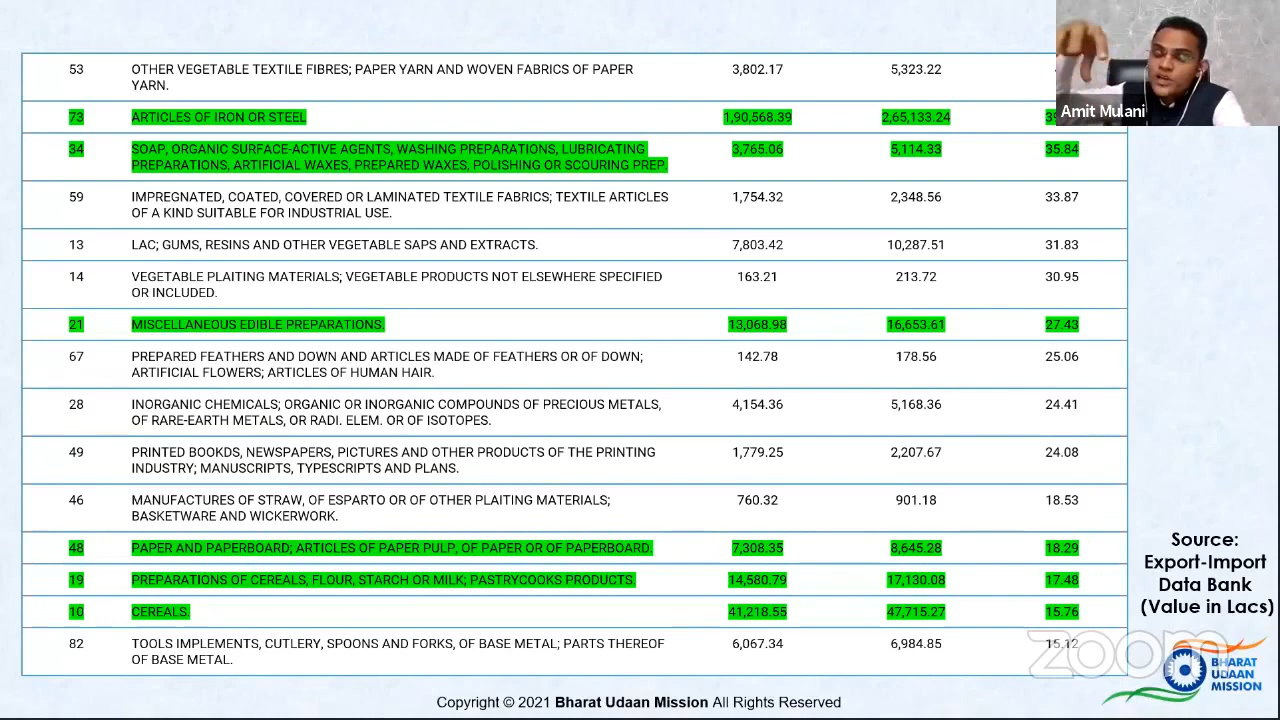 53 OTHER VEGETABLE TEXTILE FIBRES; PAPER YARN AND WOVEN FABRICS OF PAPER 3,802.17 5,323.22
YARN.
Amit Mulani
73 ARTICLES OF IRON OR STEEL 1,90,568.39 2,65,133.24
34 SOAP, ORGANIC SURFACE-ACTIVE AGENTS, WASHING PREPARATIONS, LUBRICATING 3,765.06 5,114.33 35.84
PREPARATIONS, ARTIFICIAL WAXES, PREPARED WAXES, POLISHING OR SCOURING PREP.
59 IMPREGNATED, COATED, COVERED OR LAMINATED TEXTILE FABRICS; TEXTILE ARTICLES 1,754.32 2,348.56 33.87
OF A KIND SUITABLE FOR INDUSTRIAL USE.
13 LAC; GUMS, RESINS AND OTHER VEGETABLE SAPS AND EXTRACTS. 7,803.42 10,287.51 31.83
14 VEGETABLE PLAITING MATERIALS; VEGETABLE PRODUCTS NOT ELSEWHERE SPECIFIED 163.21 213.72 30.95
OR INCLUDED.
21 MISCELLANEOUS EDIBLE PREPARATIONS. 13,068.98 16,653.61 27.43
67 PREPARED FEATHERS AND DOWN AND ARTICLES MADE OF FEATHERS OR OF DOWN; 142.78 178.56 25.06
ARTIFICIAL FLOWERS; ARTICLES OF HUMAN HAIR.
28 INORGANIC CHEMICALS; ORGANIC OR INORGANIC COMPOUNDS OF PRECIOUS METALS, 4,154.36 5,168.36 24.41
OF RARE-EARTH METALS, OR RADI. ELEM. OR OF ISOTOPES.
49 PRINTED BOOKDS, NEWSPAPERS, PICTURES AND OTHER PRODUCTS OF THE PRINTING 1,779.25 2,207.67 24.08
INDUSTRY; MANUSCRIPTS, TYPESCRIPTS AND PLANS.
46 MANUFACTURES OF STRAW, OF ESPARTO OR OF OTHER PLAITING MATERIALS; 760.32 901.18 18.53
BASKETWARE AND WICKERWORK.
48 PAPER AND PAPERBOARD; ARTICLES OF PAPER PULP, OF PAPER OR OF PAPERBOARD. 7,308.35 8,645.28 18.29
19 PREPARATIONS OF CEREALS, FLOUR, STARCH OR MILK; PASTRYCOOKS PRODUCTS. 14,580.79 17,130.08 17.48
10 CEREALS. 41,218.55 47,715.27 15.76
82 TOOLS IMPLEMENTS, CUTLERY, SPOONS AND FORKS, OF BASE METAL; PARTS THEREOF 6,067.34 6,984.85 15.12
OF BASE METAL.
Source:
Export-Import
Data Bank
(Value in Lacs)
zoom
BHARAT
UDAAN
MISSION
Copyright © 2021 Bharat Udaan Mission All Rights Reserved